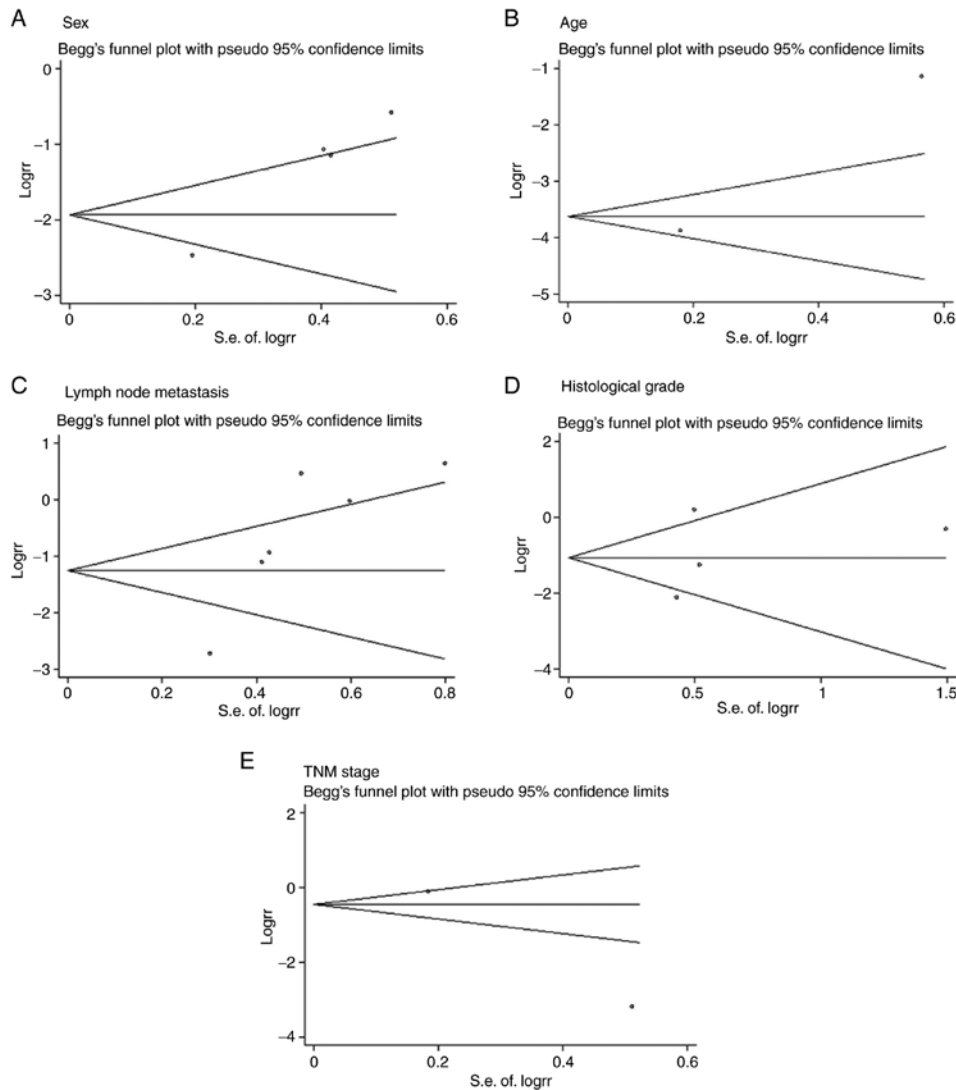 A Sex
Begg's funnel plot with pseudo 95% confidence limits
0
−1
−2
−3
Logrr
0 0.2 0.4 0.6
S.e. of. logrr
B Age
Begg's funnel plot with pseudo 95% confidence limits
−1
−2
−3
−4
−5
Logrr
0 0.2 0.4 0.6
S.e. of. logrr
C Lymph node metastasis
Begg's funnel plot with pseudo 95% confidence limits
1
0
−1
−2
−3
Logrr
0 0.2 0.4 0.6 0.8
S.e. of. logrr
D Histological grade
Begg's funnel plot with pseudo 95% confidence limits
2
0
−2
−4
Logrr
0 0.5 1 1.5
S.e. of. logrr
E TNM stage
Begg's funnel plot with pseudo 95% confidence limits
2
0
−2
−4
Logrr
0 0.2 0.4 0.6
S.e. of. logrr